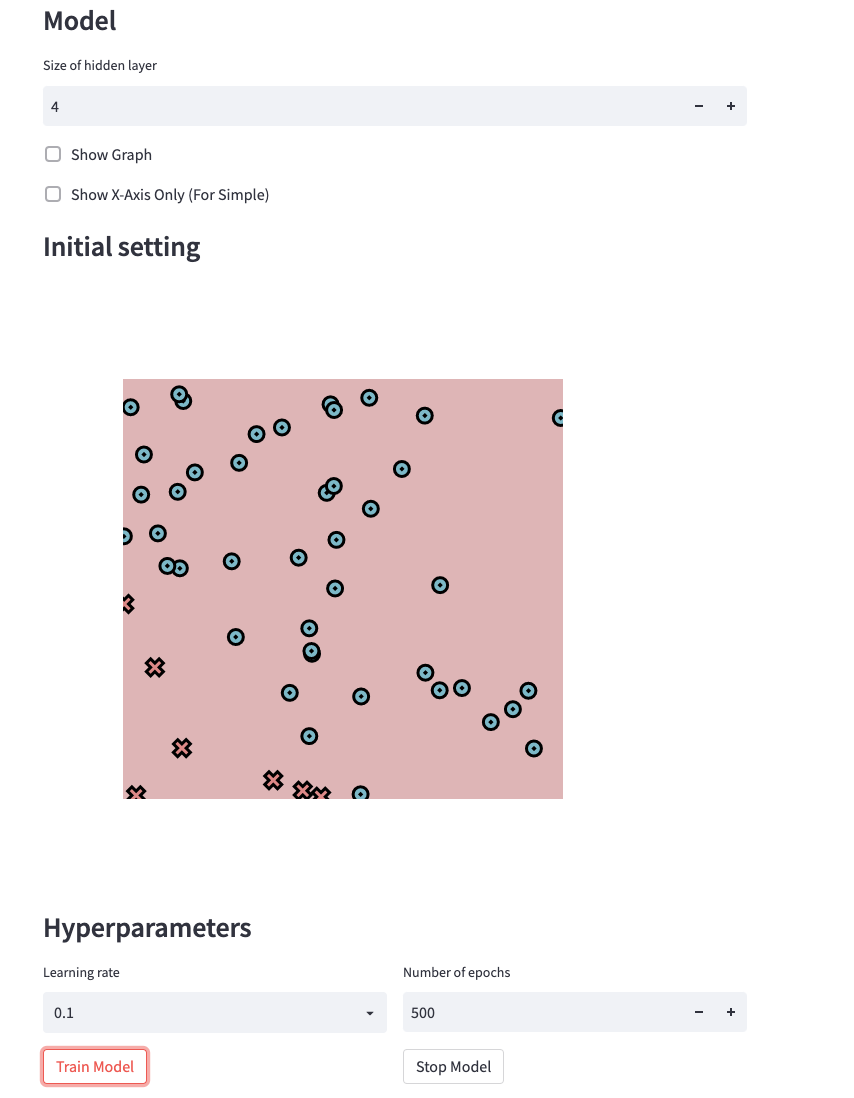 Model
Size of hidden layer
4
Show Graph
Show X-Axis Only (For Simple)
Initial setting
Hyperparameters
Learning rate
Number of epochs
0.1
500
Train Model
Stop Model